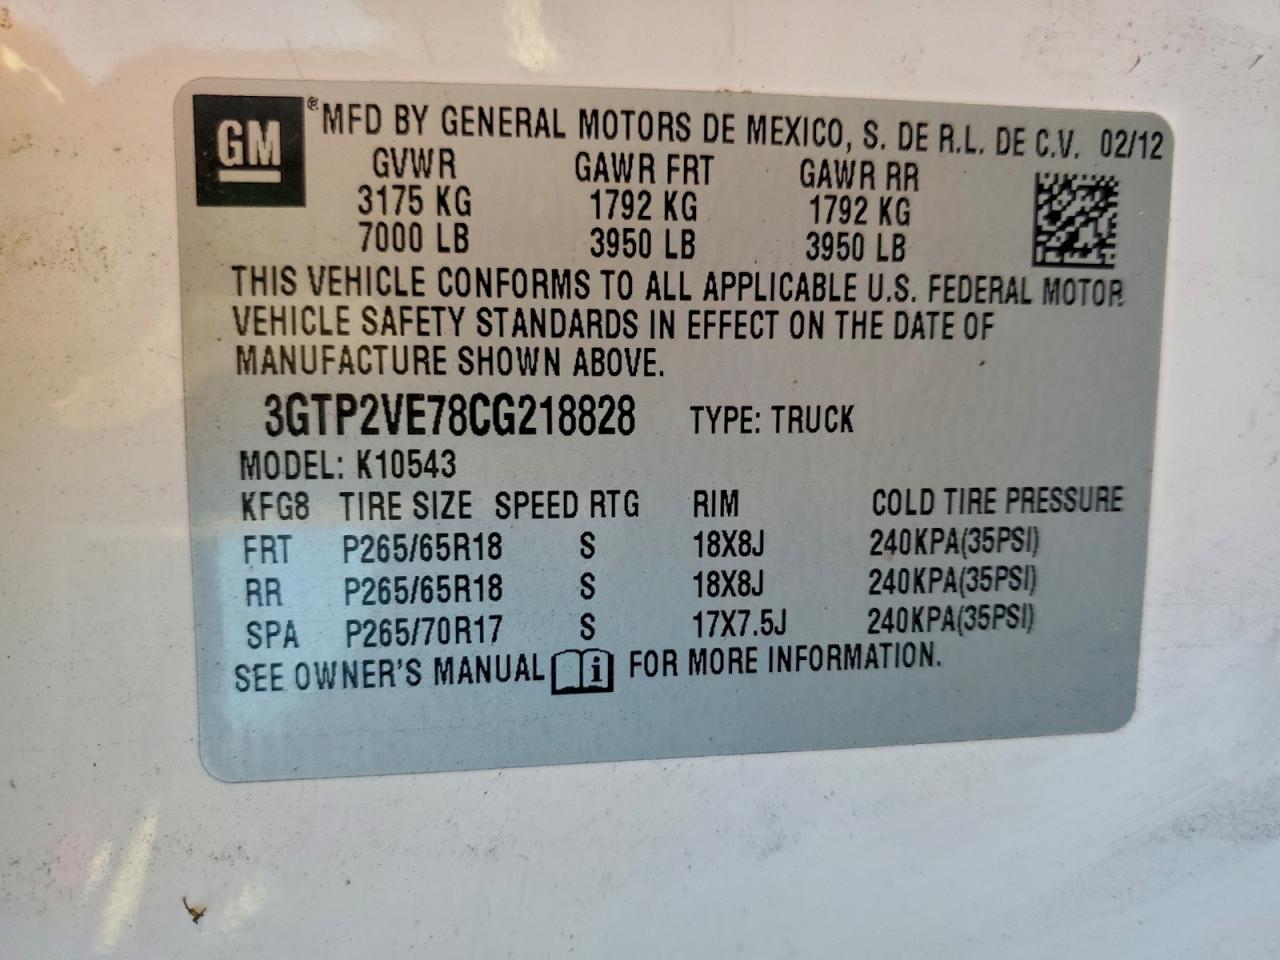 GM ® MFD BY GENERAL MOTORS DE MEXICO, S. DE R.L. DE C.V. 02/12
GVWR GAWR FRT GAWR RR
3175 KG 1792 KG 1792 KG
7000 LB 3950 LB 3950 LB
THIS VEHICLE CONFORMS TO ALL APPLICABLE U.S. FEDERAL MOTOR
VEHICLE SAFETY STANDARDS IN EFFECT ON THE DATE OF
MANUFACTURE SHOWN ABOVE.
3GTP2VE78CG218828 TYPE: TRUCK
MODEL: K10543
KFG8 TIRE SIZE SPEED RTG RIM COLD TIRE PRESSURE
FRT P265/65R18 S 18X8J 240KPA(35PSI)
RR P265/65R18 S 18X8J 240KPA(35PSI)
SPA P265/70R17 S 17X7.5J 240KPA(35PSI)
SEE OWNER'S MANUAL i FOR MORE INFORMATION.